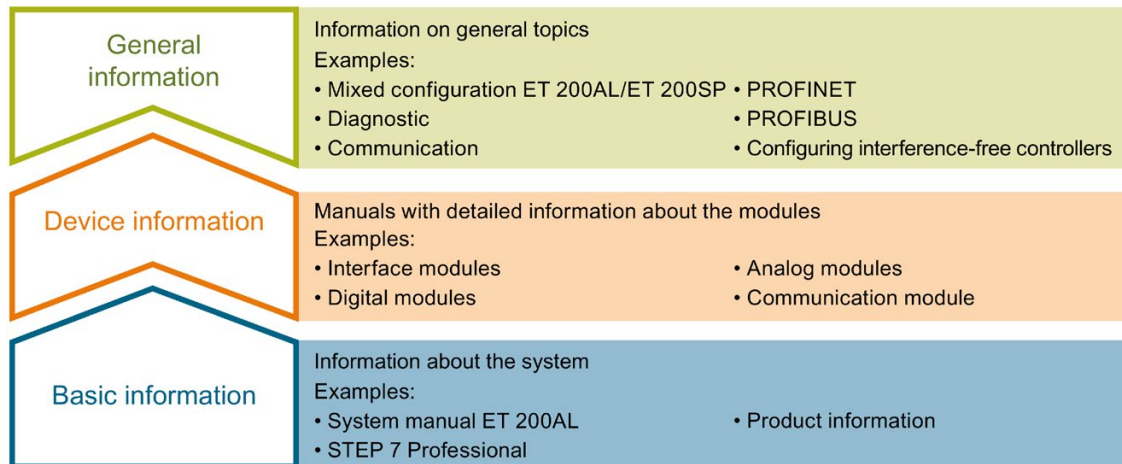 General
information
Information on general topics
Examples:
• Mixed configuration ET 200AL/ET 200SP • PROFINET
• Diagnostic • PROFIBUS
• Communication • Configuring interference-free controllers
Device information
Manuals with detailed information about the modules
Examples:
• Interface modules • Analog modules
• Digital modules • Communication module
Basic information
Information about the system
Examples:
• System manual ET 200AL • Product information
• STEP 7 Professional